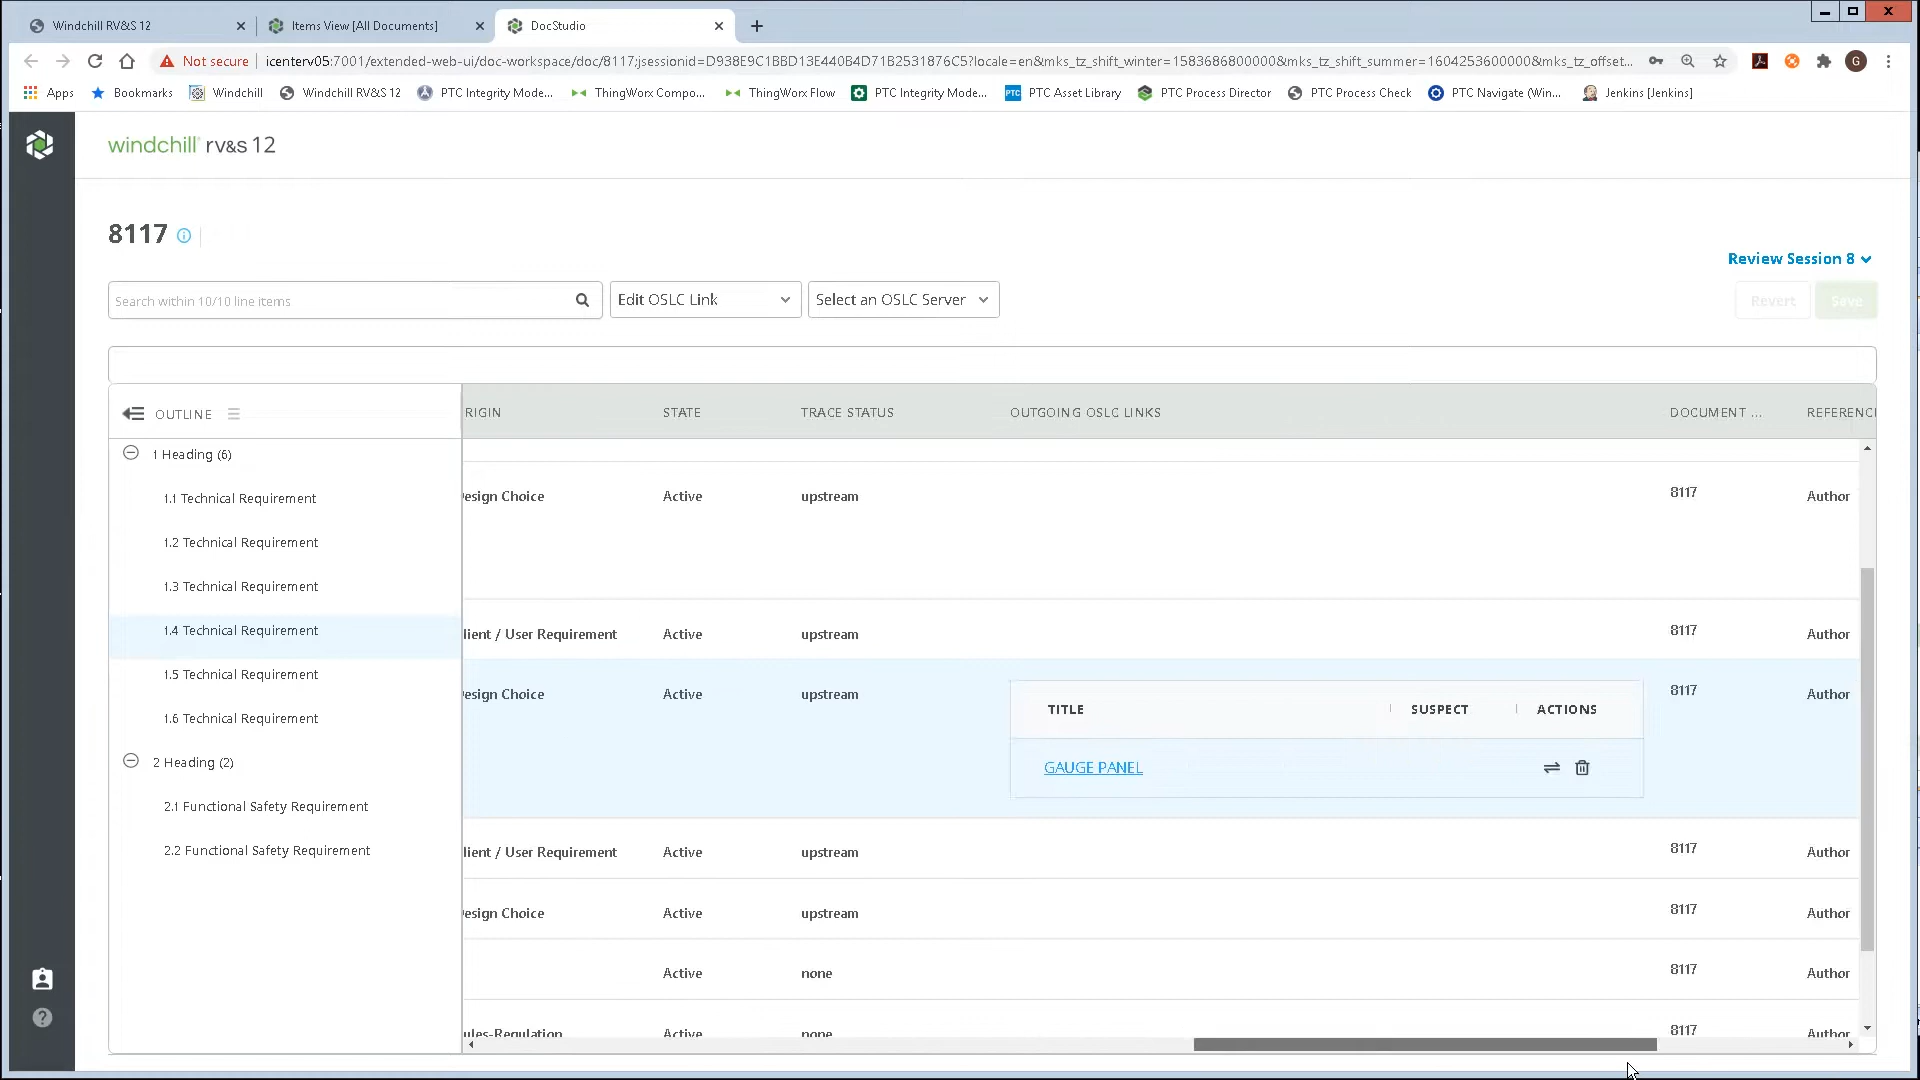 Windchill RV&S 12
Items View [All Documents]
DocStudio
Not secure
icenterv05:7001/extended-web-ui/doc-workspace/doc/8117;jsessionid=D938E9C1BBD13E440B4D71B2531876C5?locale=en&mks_tz_shift_winter=1583686800000&mks_tz_shift_summer=1604253600000&mks_tz_offset...
G
Apps
Bookmarks
Windchill
Windchill RV&S 12
PTC Integrity Mode...
ThingWorx Compo...
ThingWorx Flow
PTC Integrity Mode...
PTC
PTC Asset Library
PTC Process Director
PTC Process Check
PTC Navigate (Win...
Jenkins [Jenkins]
windchill® rv&s 12
8117
Review Session 8
Search within 10/10 line items
Edit OSLC Link
Select an OSLC Server
Revert
Save
OUTLINE
RIGIN
STATE
TRACE STATUS
OUTGOING OSLC LINKS
DOCUMENT ...
REFERENCE
1 Heading (6)
1.1 Technical Requirement
1.2 Technical Requirement
1.3 Technical Requirement
1.4 Technical Requirement
1.5 Technical Requirement
1.6 Technical Requirement
2 Heading (2)
2.1 Functional Safety Requirement
2.2 Functional Safety Requirement
esign Choice Active upstream 8117 Author
lient / User Requirement Active upstream 8117 Author
esign Choice Active upstream 8117 Author
TITLE SUSPECT ACTIONS
GAUGE PANEL
lient / User Requirement Active upstream 8117 Author
esign Choice Active upstream 8117 Author
Active none 8117 Author
ules-Regulation Active none 8117 Author